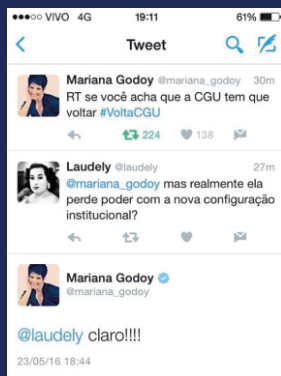 VIVO 4G 19:11 61%
Tweet
Mariana Godoy @mariana_godoy 30m
RT se você acha que a CGU tem que
voltar #VoltaCGU
224 138
Laudely @laudely 27m
@mariana_godoy mas realmente ela
perde poder com a nova configuração
institucional?
Mariana Godoy
@mariana_godoy
@laudely claro!!!!
23/05/16 18:44